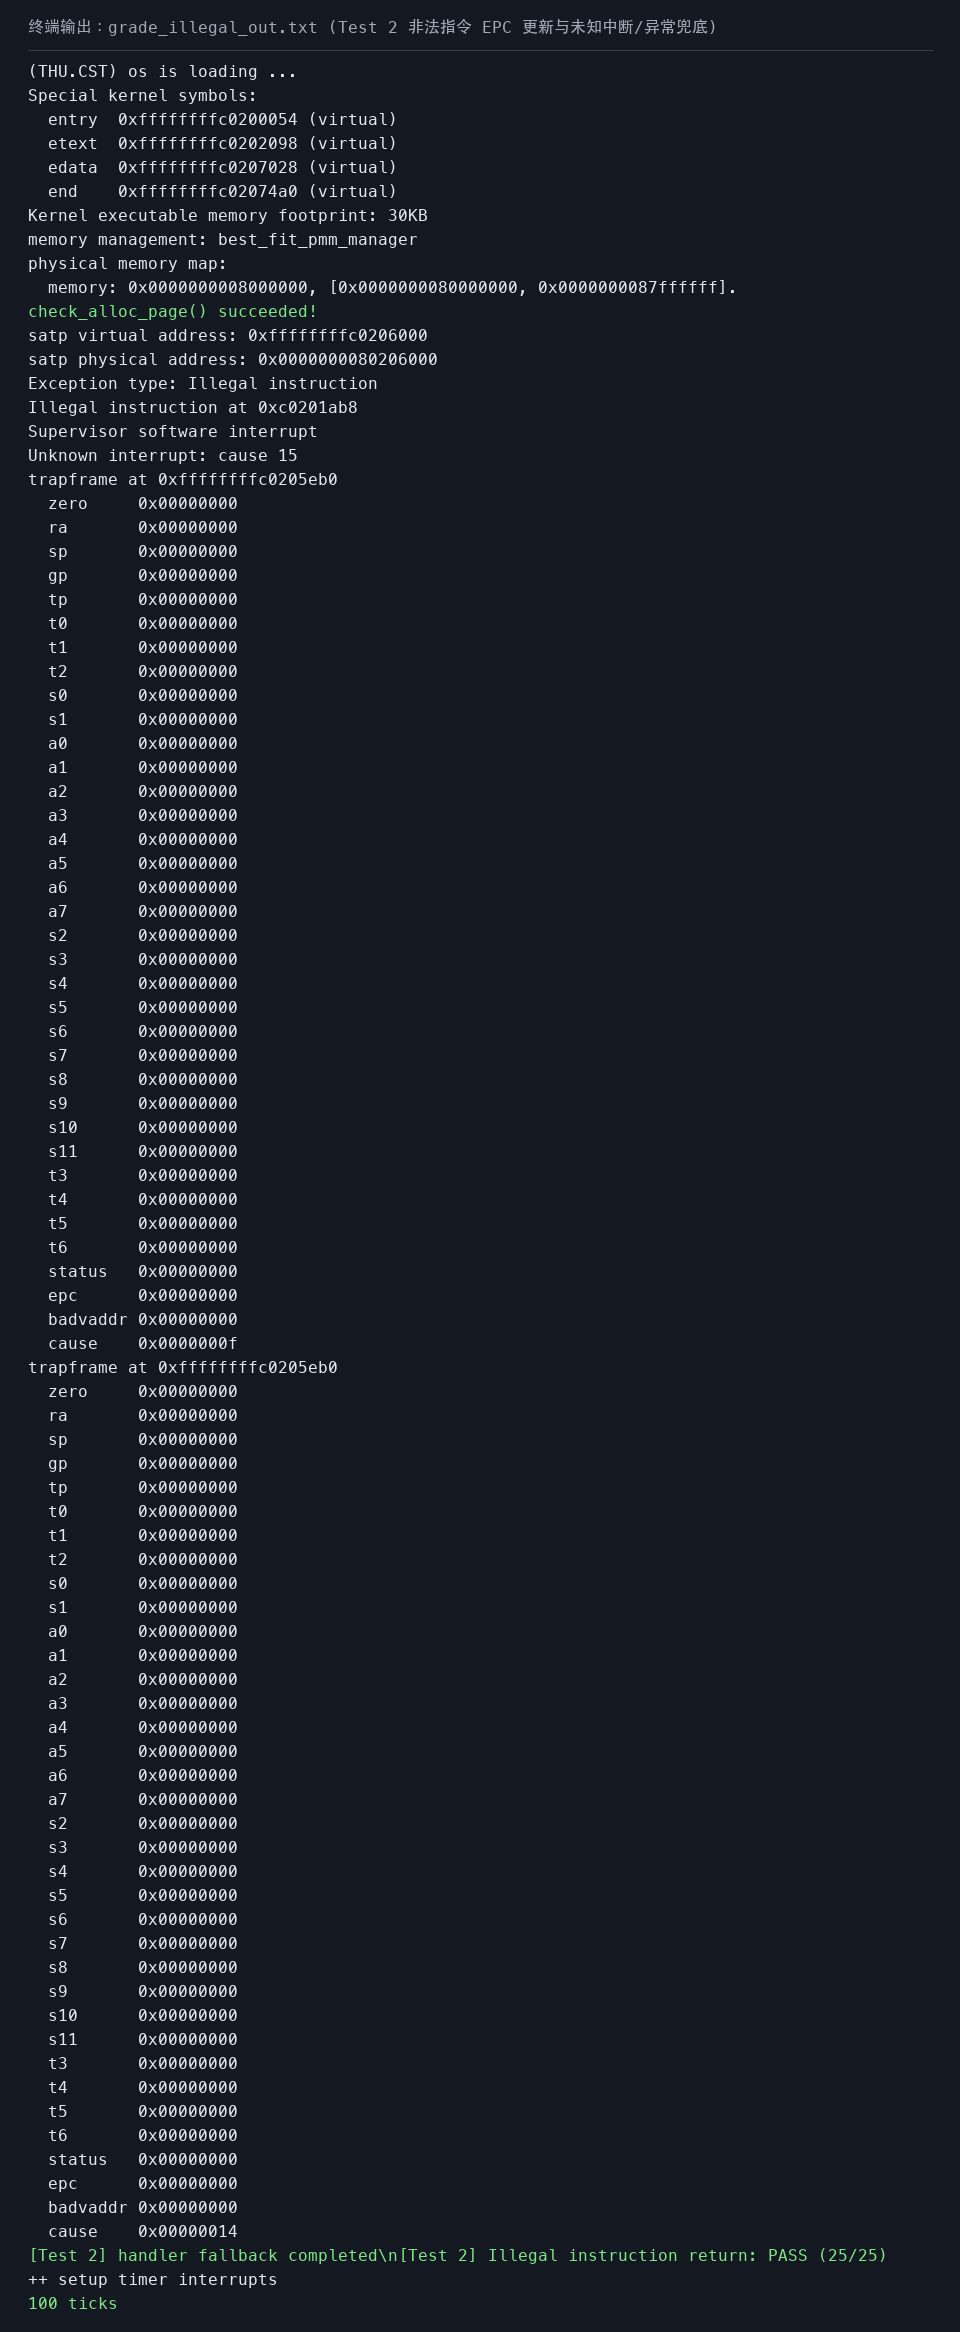 终端输出：grade_illegal_out.txt (Test 2 非法指令 EPC 更新与未知中断/异常兜底)
(THU.CST) os is loading ...
Special kernel symbols:
  entry  0xffffffffc0200054 (virtual)
  etext  0xffffffffc0202098 (virtual)
  edata  0xffffffffc0207028 (virtual)
  end    0xffffffffc02074a0 (virtual)
Kernel executable memory footprint: 30KB
memory management: best_fit_pmm_manager
physical memory map:
  memory: 0x0000000008000000, [0x0000000080000000, 0x0000000087ffffff].
check_alloc_page() succeeded!
satp virtual address: 0xffffffffc0206000
satp physical address: 0x0000000080206000
Exception type: Illegal instruction
Illegal instruction at 0xc0201ab8
Supervisor software interrupt
Unknown interrupt: cause 15
trapframe at 0xffffffffc0205eb0
  zero     0x00000000
  ra       0x00000000
  sp       0x00000000
  gp       0x00000000
  tp       0x00000000
  t0       0x00000000
  t1       0x00000000
  t2       0x00000000
  s0       0x00000000
  s1       0x00000000
  a0       0x00000000
  a1       0x00000000
  a2       0x00000000
  a3       0x00000000
  a4       0x00000000
  a5       0x00000000
  a6       0x00000000
  a7       0x00000000
  s2       0x00000000
  s3       0x00000000
  s4       0x00000000
  s5       0x00000000
  s6       0x00000000
  s7       0x00000000
  s8       0x00000000
  s9       0x00000000
  s10      0x00000000
  s11      0x00000000
  t3       0x00000000
  t4       0x00000000
  t5       0x00000000
  t6       0x00000000
  status   0x00000000
  epc      0x00000000
  badvaddr 0x00000000
  cause    0x0000000f
trapframe at 0xffffffffc0205eb0
  zero     0x00000000
  ra       0x00000000
  sp       0x00000000
  gp       0x00000000
  tp       0x00000000
  t0       0x00000000
  t1       0x00000000
  t2       0x00000000
  s0       0x00000000
  s1       0x00000000
  a0       0x00000000
  a1       0x00000000
  a2       0x00000000
  a3       0x00000000
  a4       0x00000000
  a5       0x00000000
  a6       0x00000000
  a7       0x00000000
  s2       0x00000000
  s3       0x00000000
  s4       0x00000000
  s5       0x00000000
  s6       0x00000000
  s7       0x00000000
  s8       0x00000000
  s9       0x00000000
  s10      0x00000000
  s11      0x00000000
  t3       0x00000000
  t4       0x00000000
  t5       0x00000000
  t6       0x00000000
  status   0x00000000
  epc      0x00000000
  badvaddr 0x00000000
  cause    0x00000014
[Test 2] handler fallback completed\n[Test 2] Illegal instruction return: PASS (25/25)
++ setup timer interrupts
100 ticks